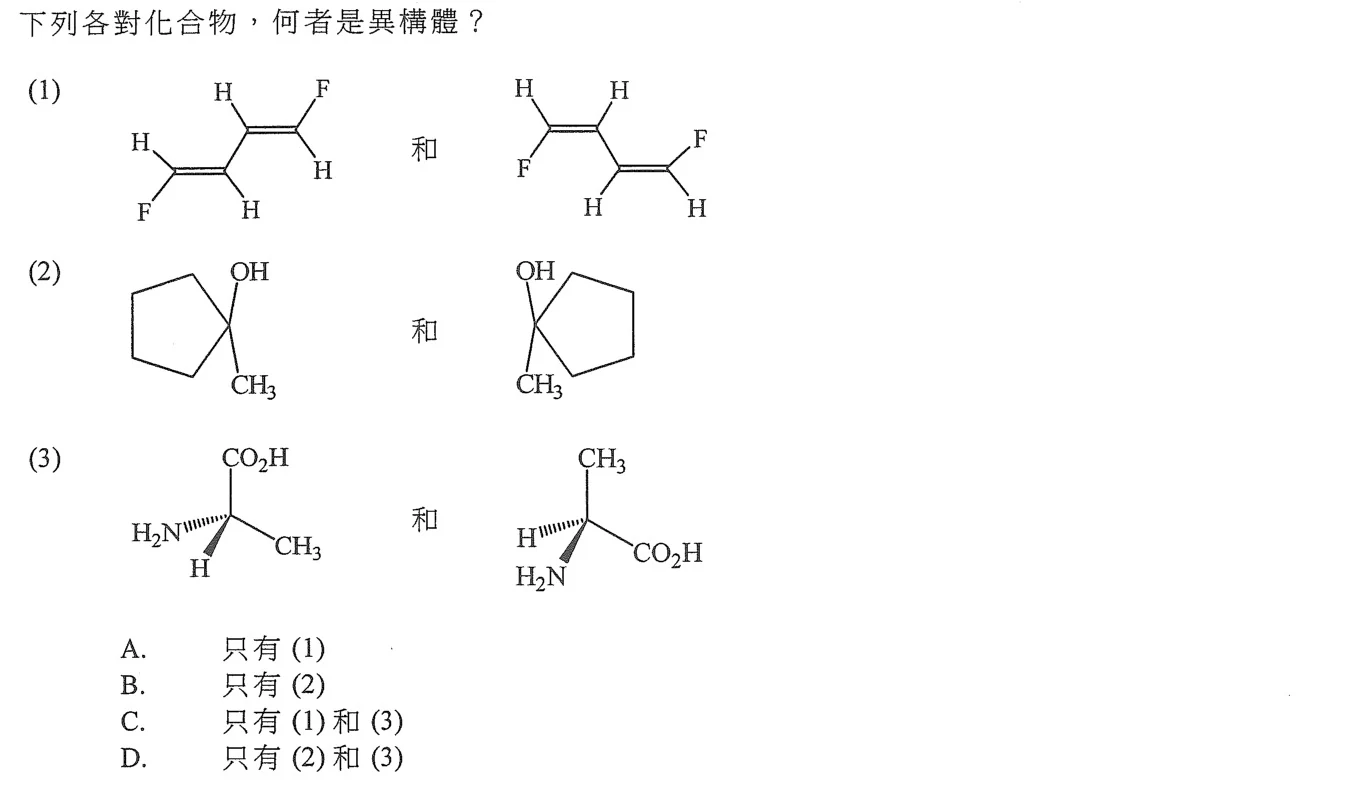 下列各對化合物，何者是異構體？
(1)
H F H H
H H 和 F F
F H H H
(2)
OH 和 OH
CH₃ CH₃
(3)
CO₂H CH₃
H₂N CH₃ 和 H CO₂H
H H₂N
A. 只有 (1)
B. 只有 (2)
C. 只有 (1) 和 (3)
D. 只有 (2) 和 (3)